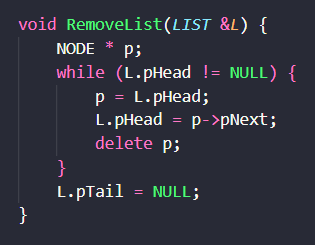 void RemoveList(LIST &L) {
    NODE * p;
    while (L.pHead != NULL) {
        p = L.pHead;
        L.pHead = p->pNext;
        delete p;
    }
    L.pTail = NULL;
}